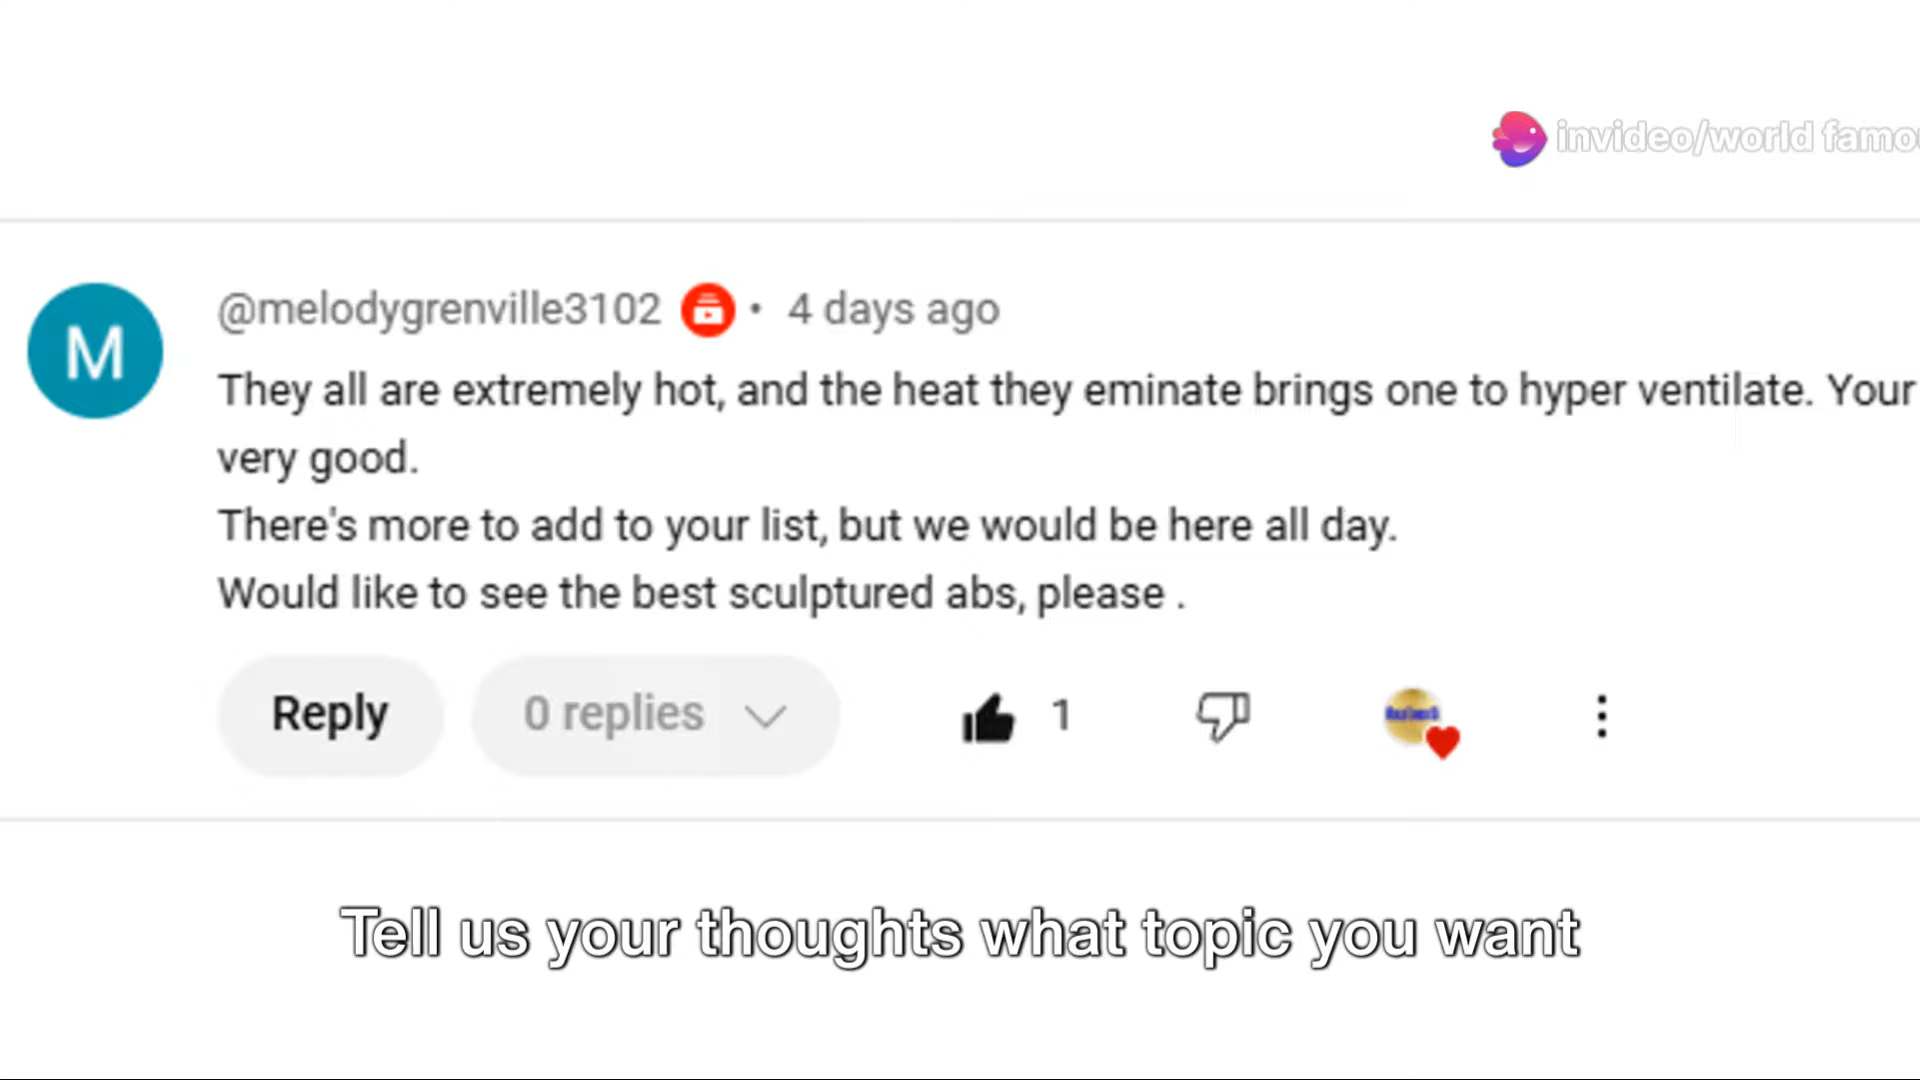 invideo/world famo
@melodygrenville3102 • 4 days ago
M
They all are extremely hot, and the heat they eminate brings one to hyper ventilate. Your
very good.
There's more to add to your list, but we would be here all day.
Would like to see the best sculptured abs, please .
Reply 0 replies 1
Tell us your thoughts what topic you want